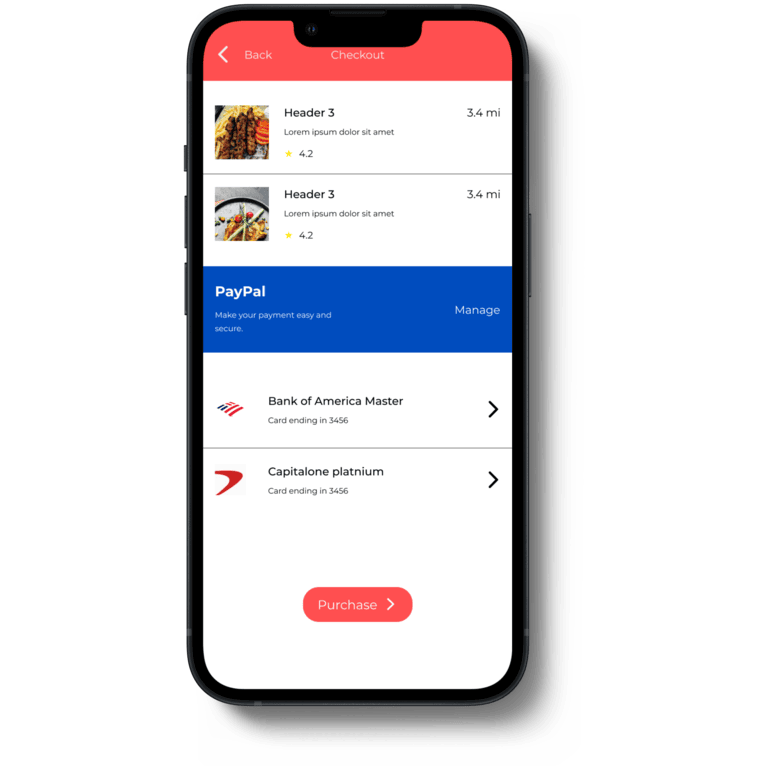 Back
Checkout
Header 3
3.4 mi
Lorem ipsum dolor sit amet
4.2
Header 3
3.4 mi
Lorem ipsum dolor sit amet
4.2
PayPal
Make your payment easy and
secure.
Manage
Bank of America Master
Card ending in 3456
Capitalone platnium
Card ending in 3456
Purchase